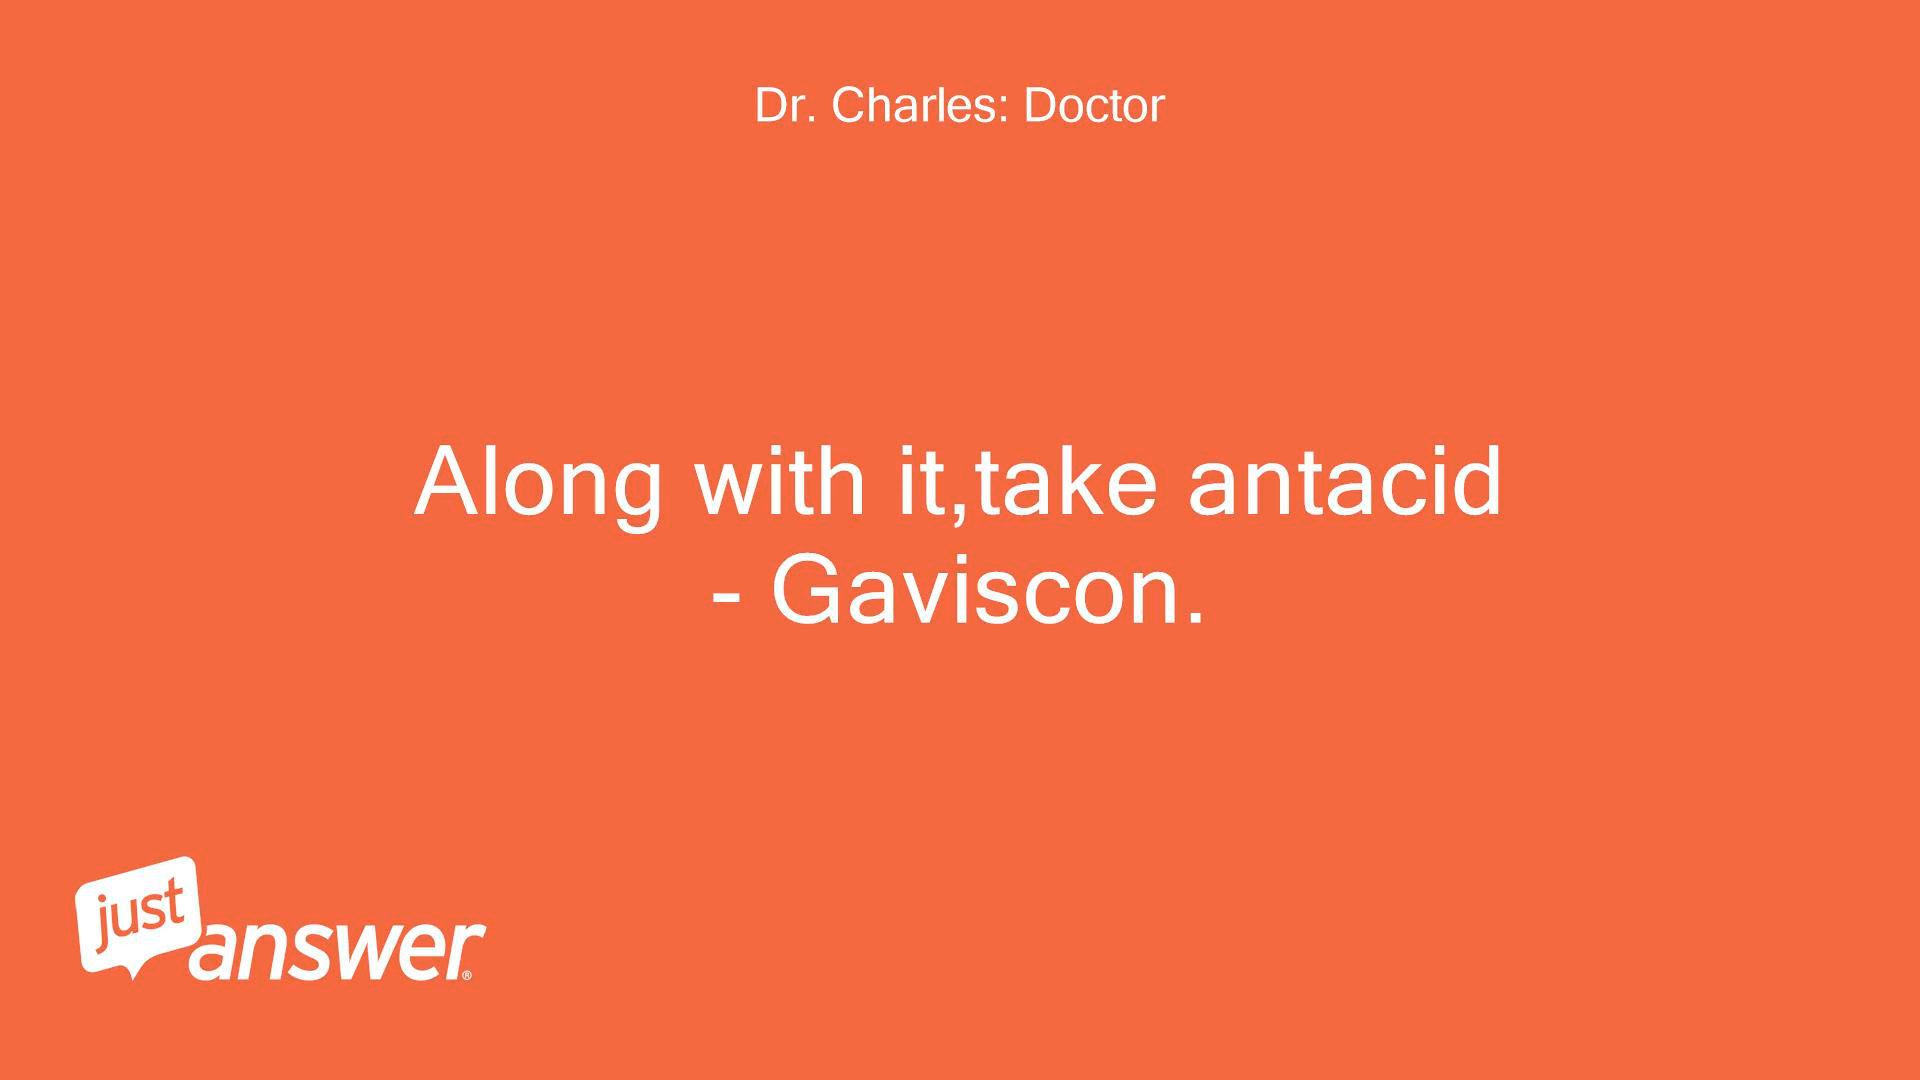 Dr. Charles: Doctor
Along with it,take antacid
- Gaviscon.
just
answer®